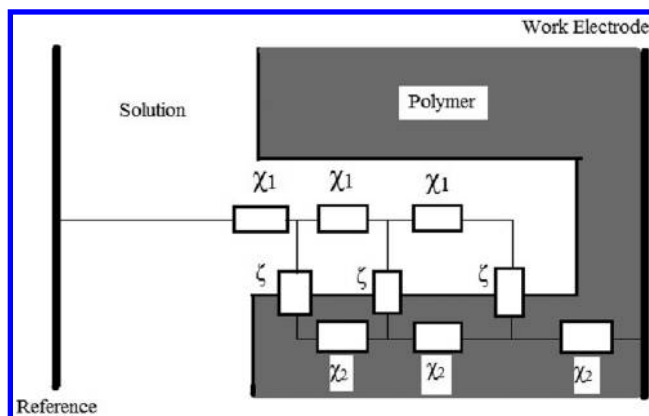 Work Electrode
Solution
Polymer
χ1 χ1 χ1
ζ ζ ζ
χ2 χ2 χ2
Reference